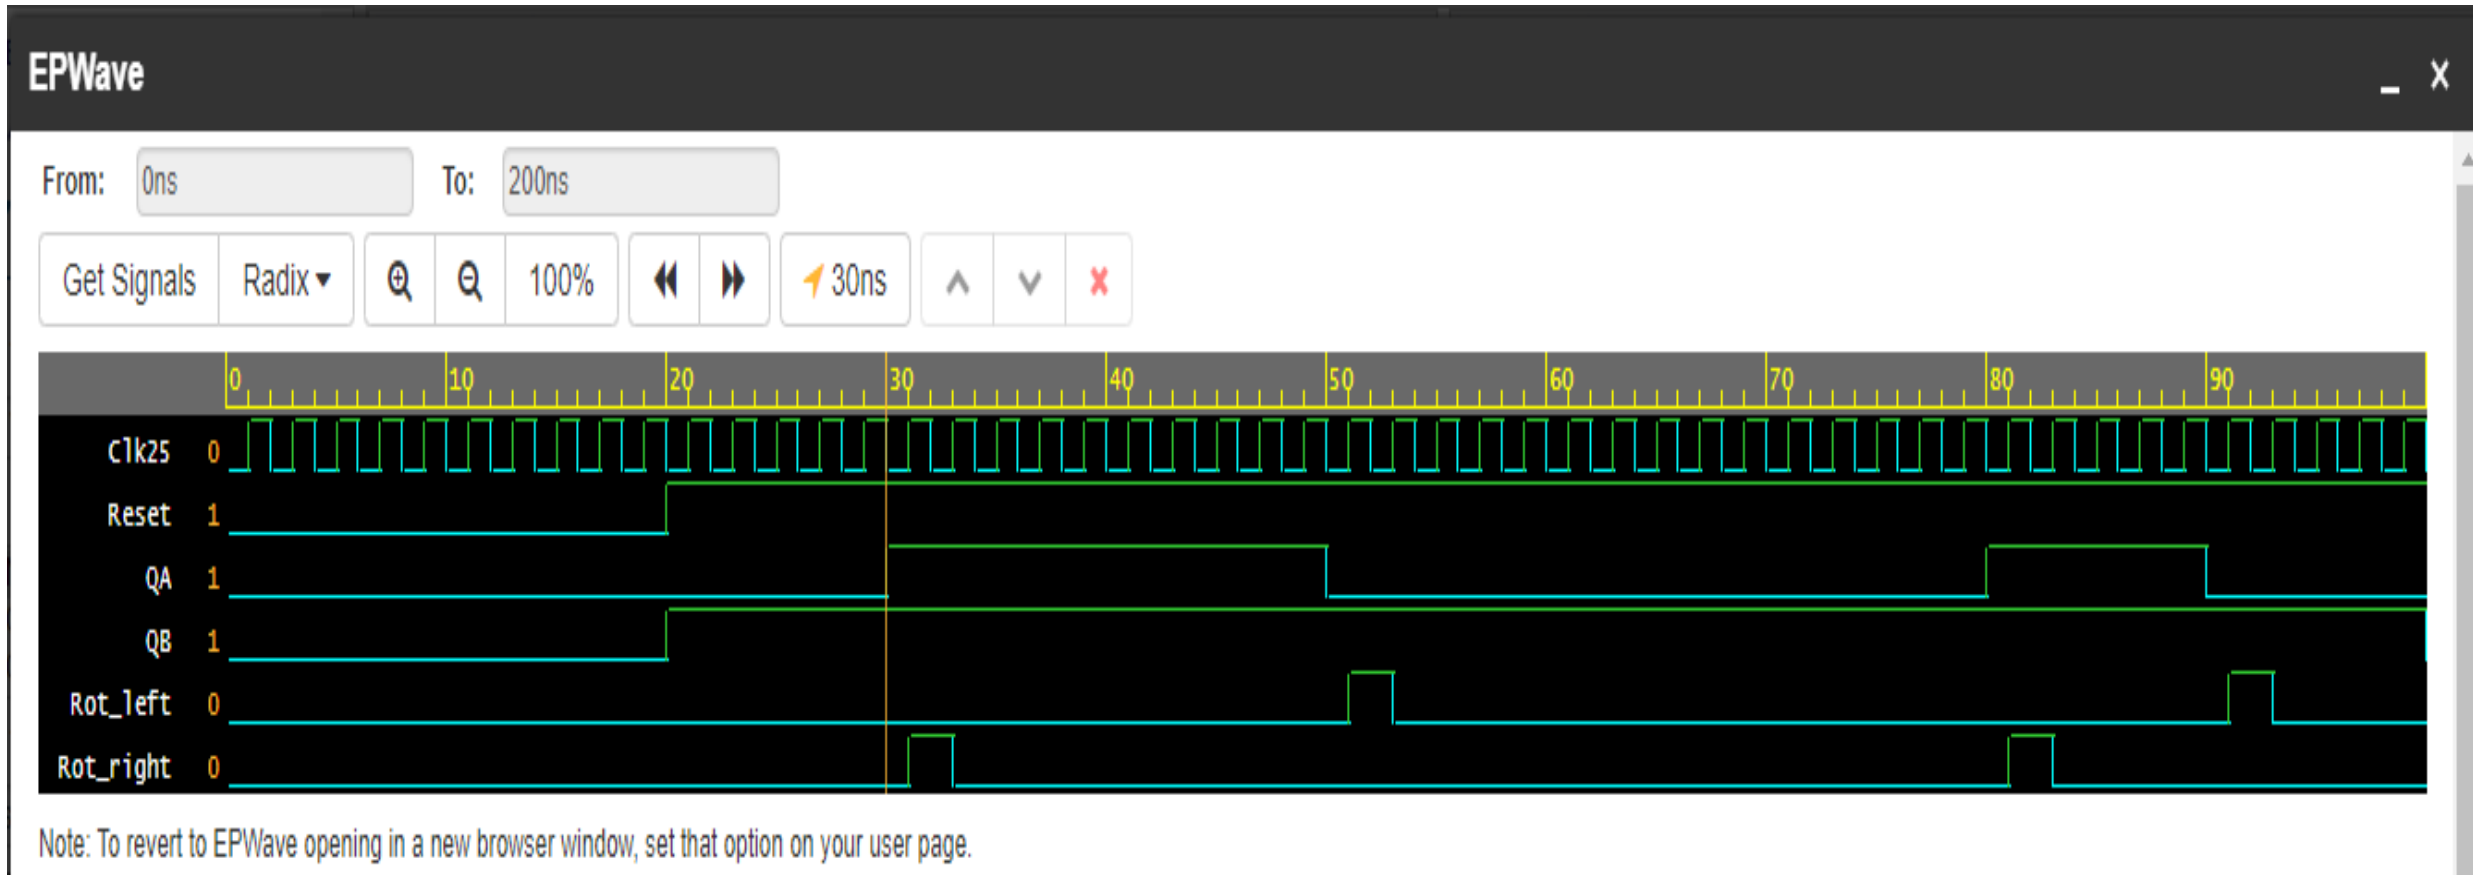 EPWave
From: 0ns To: 200ns
Get Signals Radix 100% 30ns
0 10 20 30 40 50 60 70 80 90
Clk25 0
Reset 1
QA 1
QB 1
Rot_left 0
Rot_right 0
Note: To revert to EPWave opening in a new browser window, set that option on your user page.